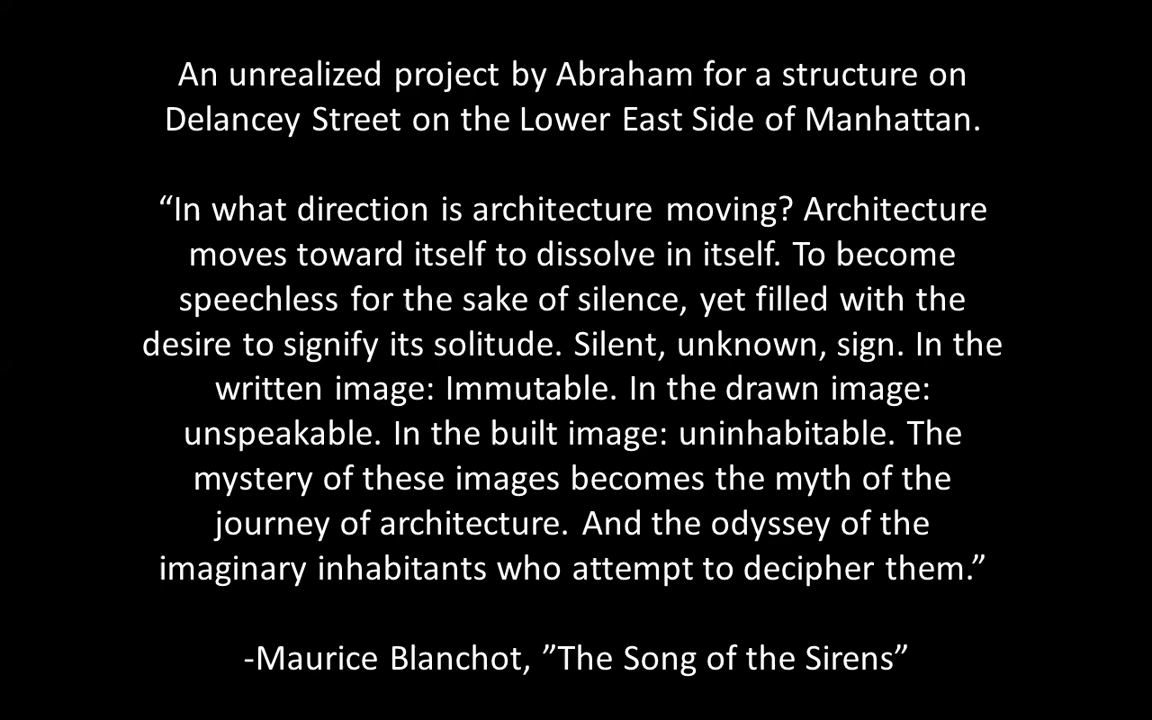 An unrealized project by Abraham for a structure on
Delancey Street on the Lower East Side of Manhattan.
“In what direction is architecture moving? Architecture
moves toward itself to dissolve in itself. To become
speechless for the sake of silence, yet filled with the
desire to signify its solitude. Silent, unknown, sign. In the
written image: Immutable. In the drawn image:
unspeakable. In the built image: uninhabitable. The
mystery of these images becomes the myth of the
journey of architecture. And the odyssey of the
imaginary inhabitants who attempt to decipher them.”
-Maurice Blanchot, ”The Song of the Sirens”